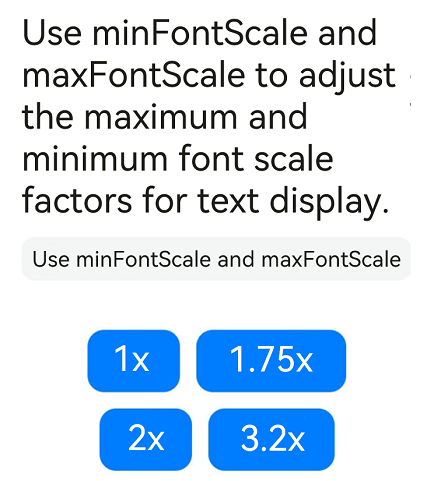 Use minFontScale and
maxFontScale to adjust
the maximum and
minimum font scale
factors for text display.
Use minFontScale and maxFontScale
1x 1.75x
2x 3.2x